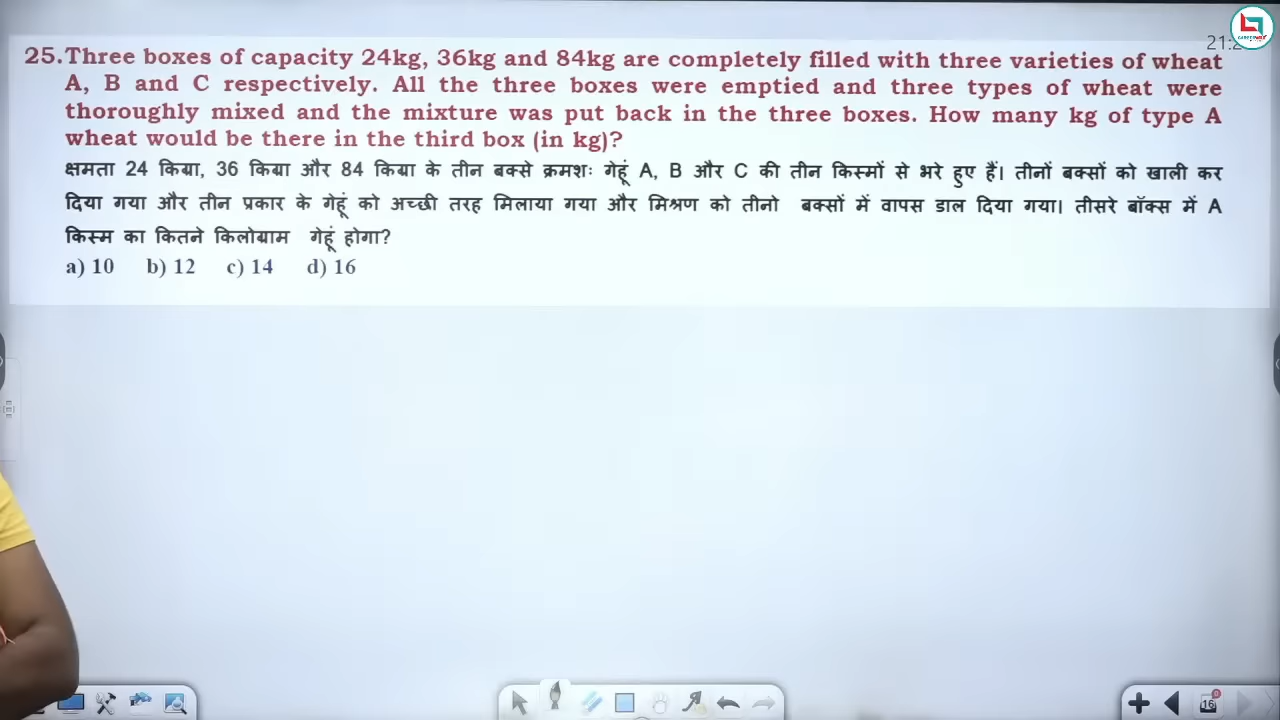 21:2
25.Three boxes of capacity 24kg, 36kg and 84kg are completely filled with three varieties of wheat
A, B and C respectively. All the three boxes were emptied and three types of wheat were
thoroughly mixed and the mixture was put back in the three boxes. How many kg of type A
wheat would be there in the third box (in kg)?
क्षमता 24 किग्रा, 36 किग्रा और 84 किग्रा के तीन बक्से क्रमशः गेहूं A, B और C की तीन किस्मों से भरे हुए हैं। तीनों बक्सों को खाली कर
दिया गया और तीन प्रकार के गेहूं को अच्छी तरह मिलाया गया और मिश्रण को तीनो बक्सों में वापस डाल दिया गया। तीसरे बॉक्स में A
किस्म का कितने किलोग्राम गेहूं होगा?
a) 10 b) 12 c) 14 d) 16
16